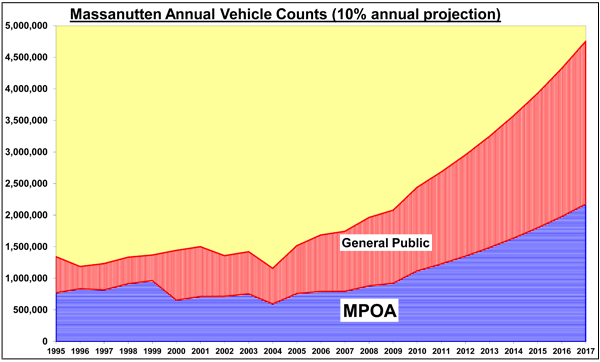 Massanutten Annual Vehicle Counts (10% annual projection)
5,000,000
4,500,000
4,000,000
3,500,000
3,000,000
2,500,000
2,000,000
1,500,000
1,000,000
500,000
0
General Public
MPOA
1995 1996 1997 1998 1999 2000 2001 2002 2003 2004 2005 2006 2007 2008 2009 2010 2011 2012 2013 2014 2015 2016 2017